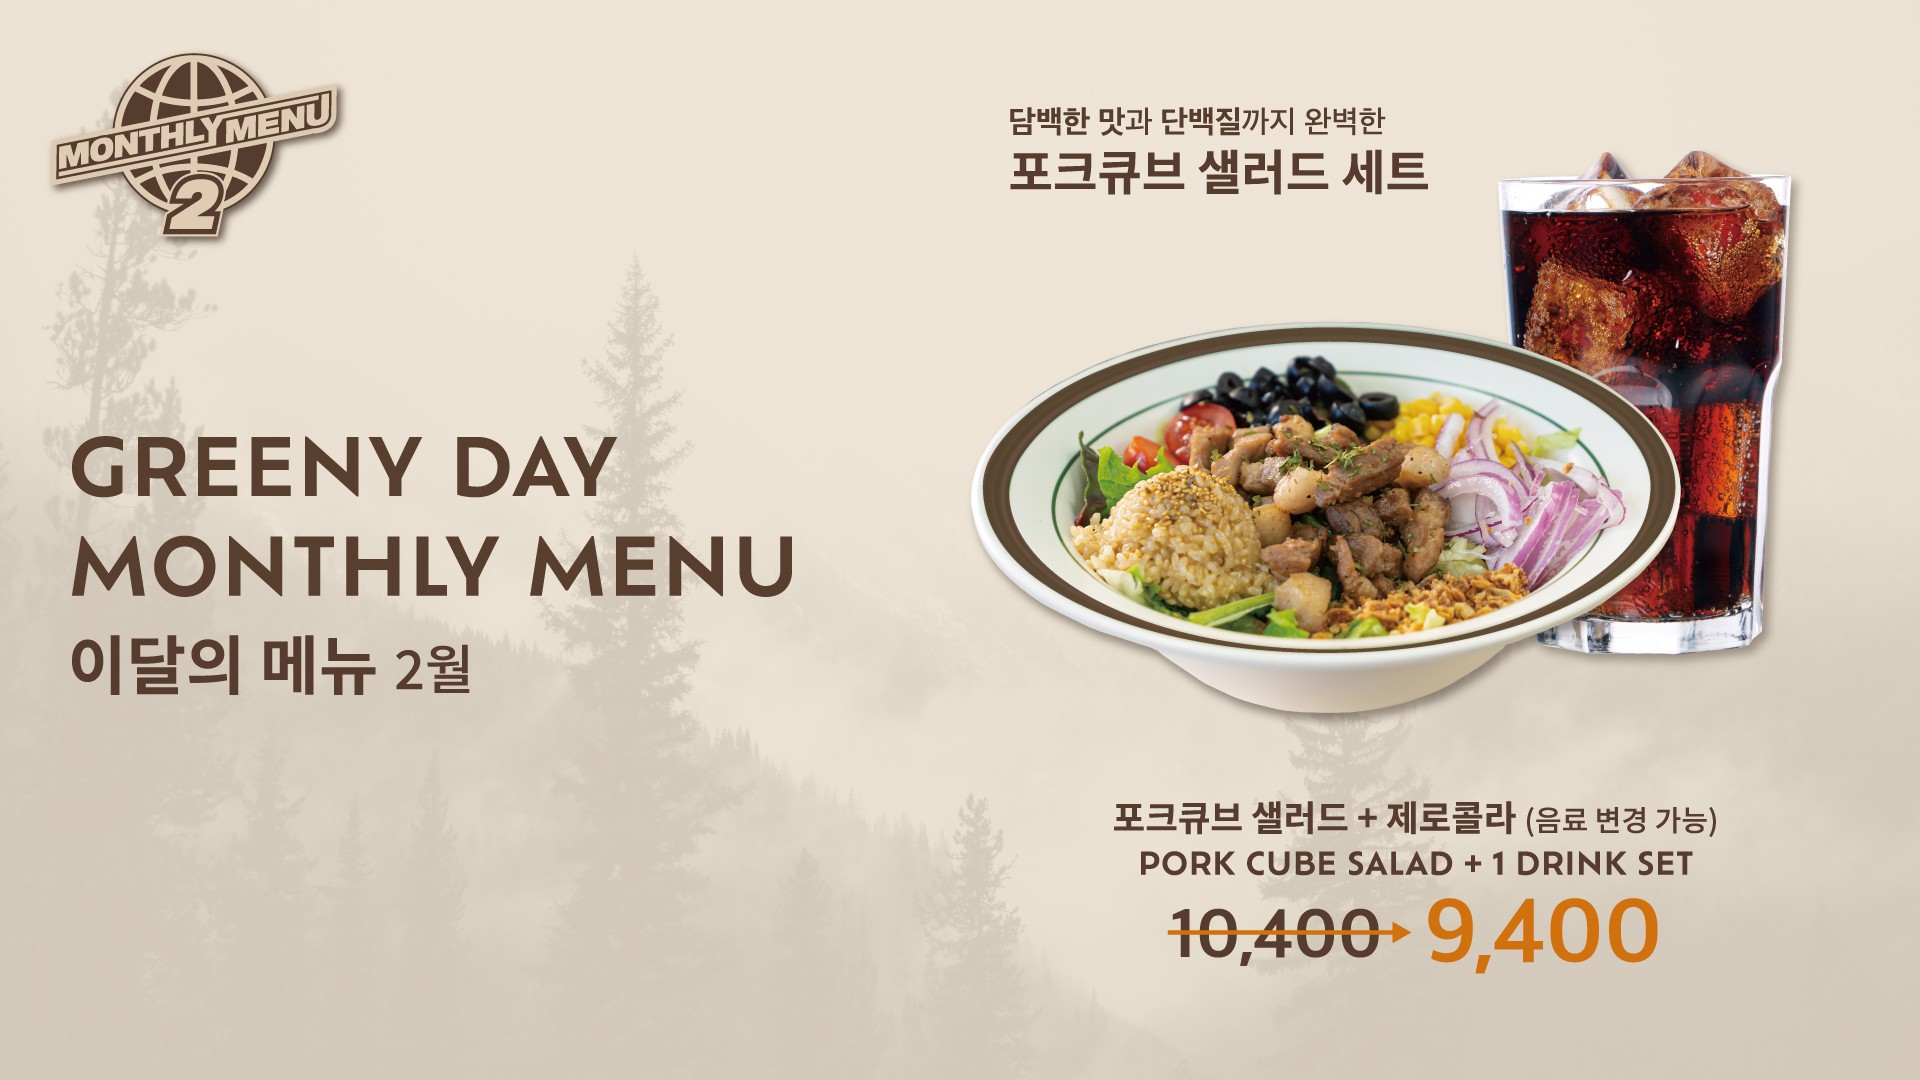 MONTHLY MENU
2
GREENY DAY
MONTHLY MENU
이달의 메뉴 2월
담백한 맛과 단백질까지 완벽한
포크큐브 샐러드 세트
포크큐브 샐러드 + 제로콜라 (음료 변경 가능)
PORK CUBE SALAD + 1 DRINK SET
10,400 9,400